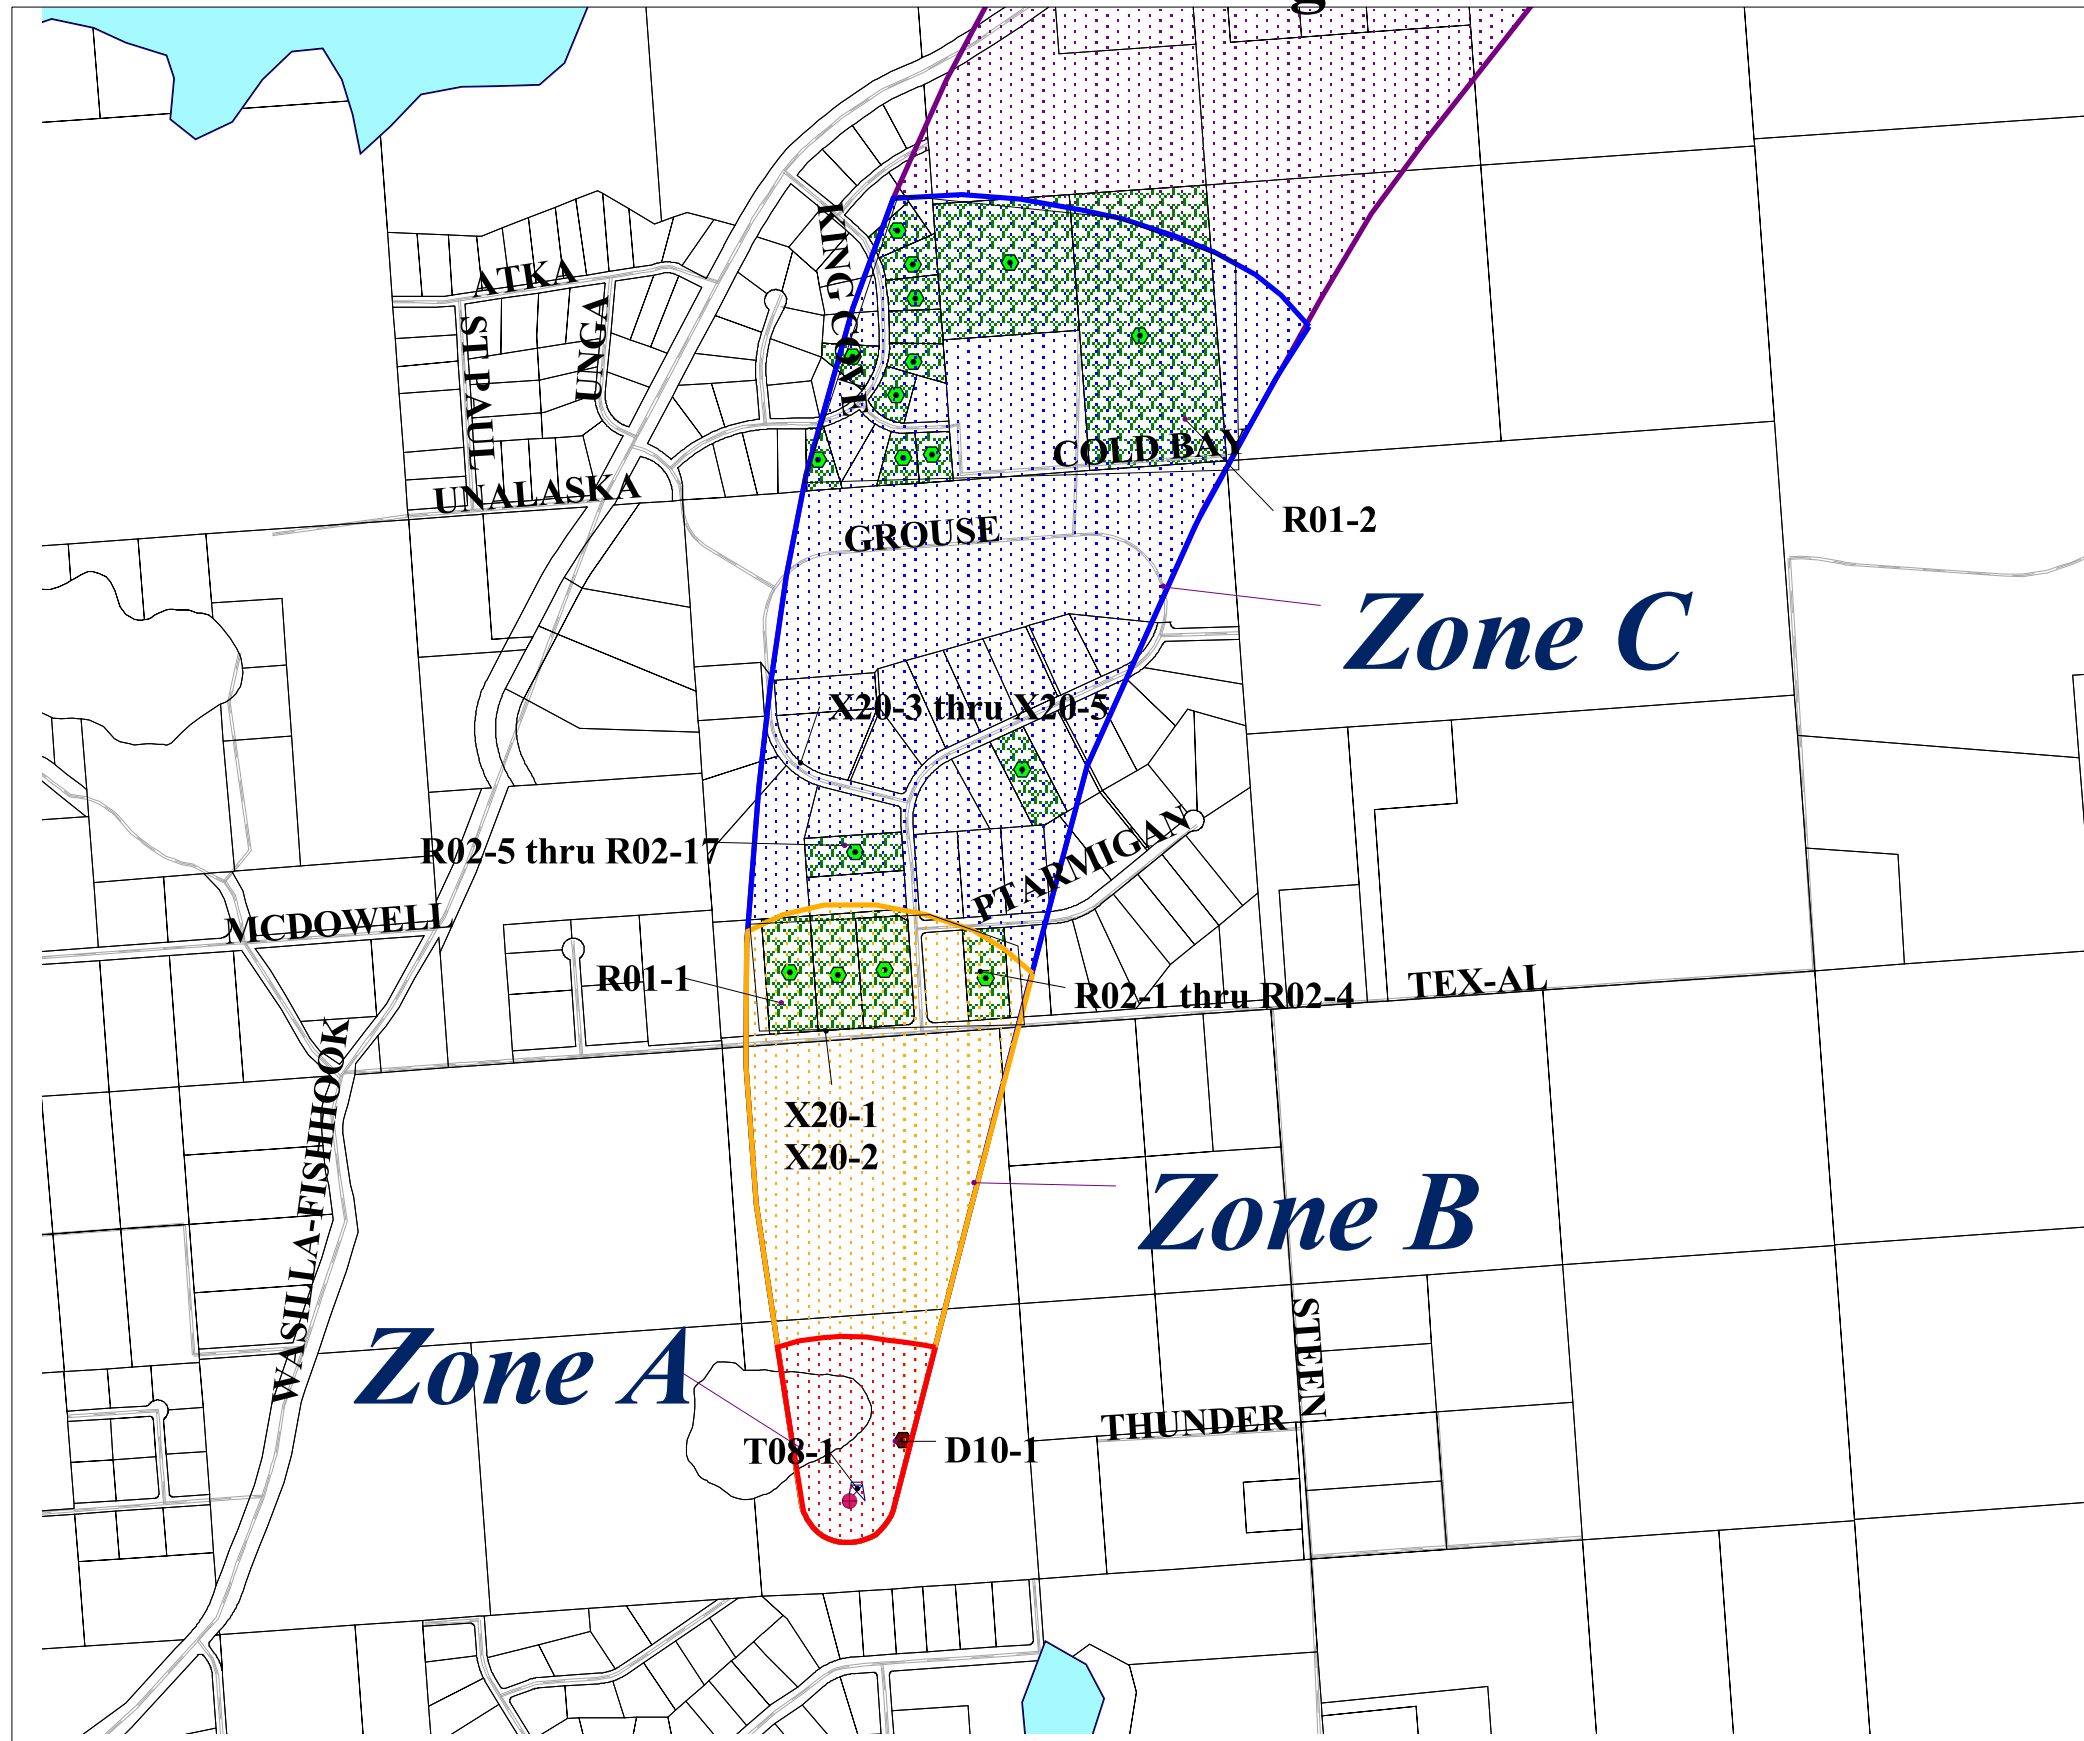 g
KING COVE
ATKA
ST PAUL
UNGA
COLD BAY
UNALASKA
R01-2
GROUSE
Zone C
X20-3 thru X20-5
R02-5 thru R02-17
PTARMIGAN
MCDOWELL
R01-1
R02-1 thru R02-4
TEX-AL
WASILLA-FISHHOOK
X20-1
X20-2
Zone B
STEEN
Zone A
THUNDER
T08-1
D10-1